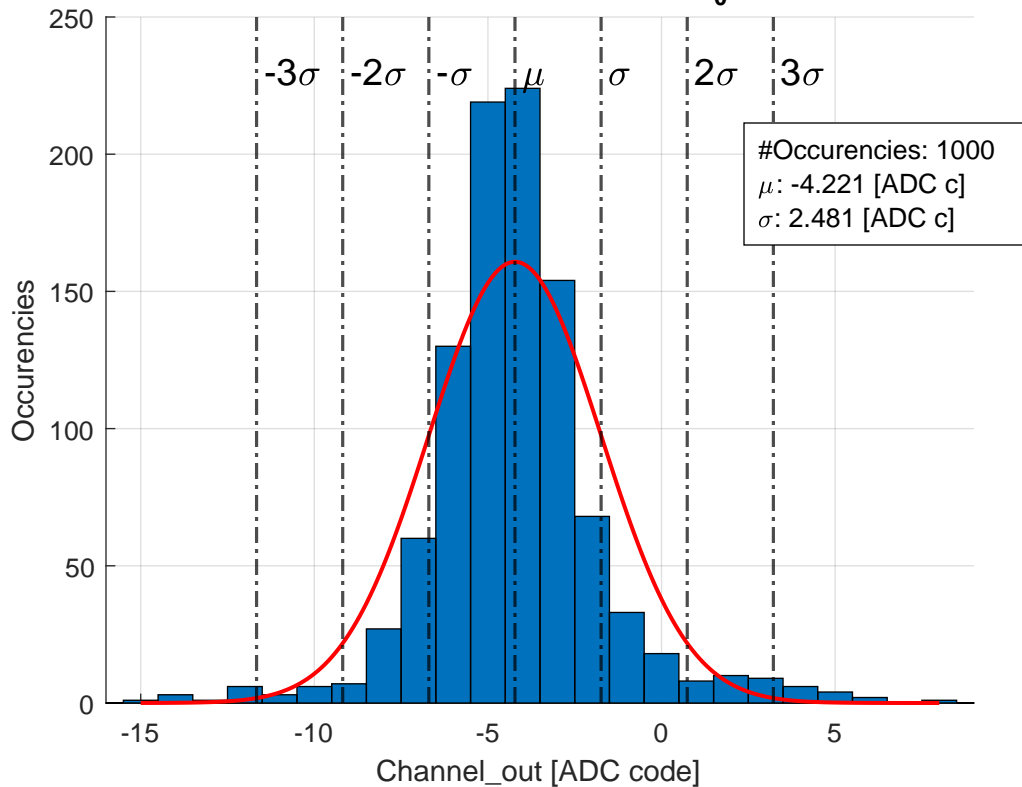 0
250
-3σ -2σ -σ μ σ 2σ 3σ
200
#Occurencies: 1000
μ: -4.221 [ADC c]
σ: 2.481 [ADC c]
150
Occurencies
100
50
0
-15 -10 -5 0 5
Channel_out [ADC code]